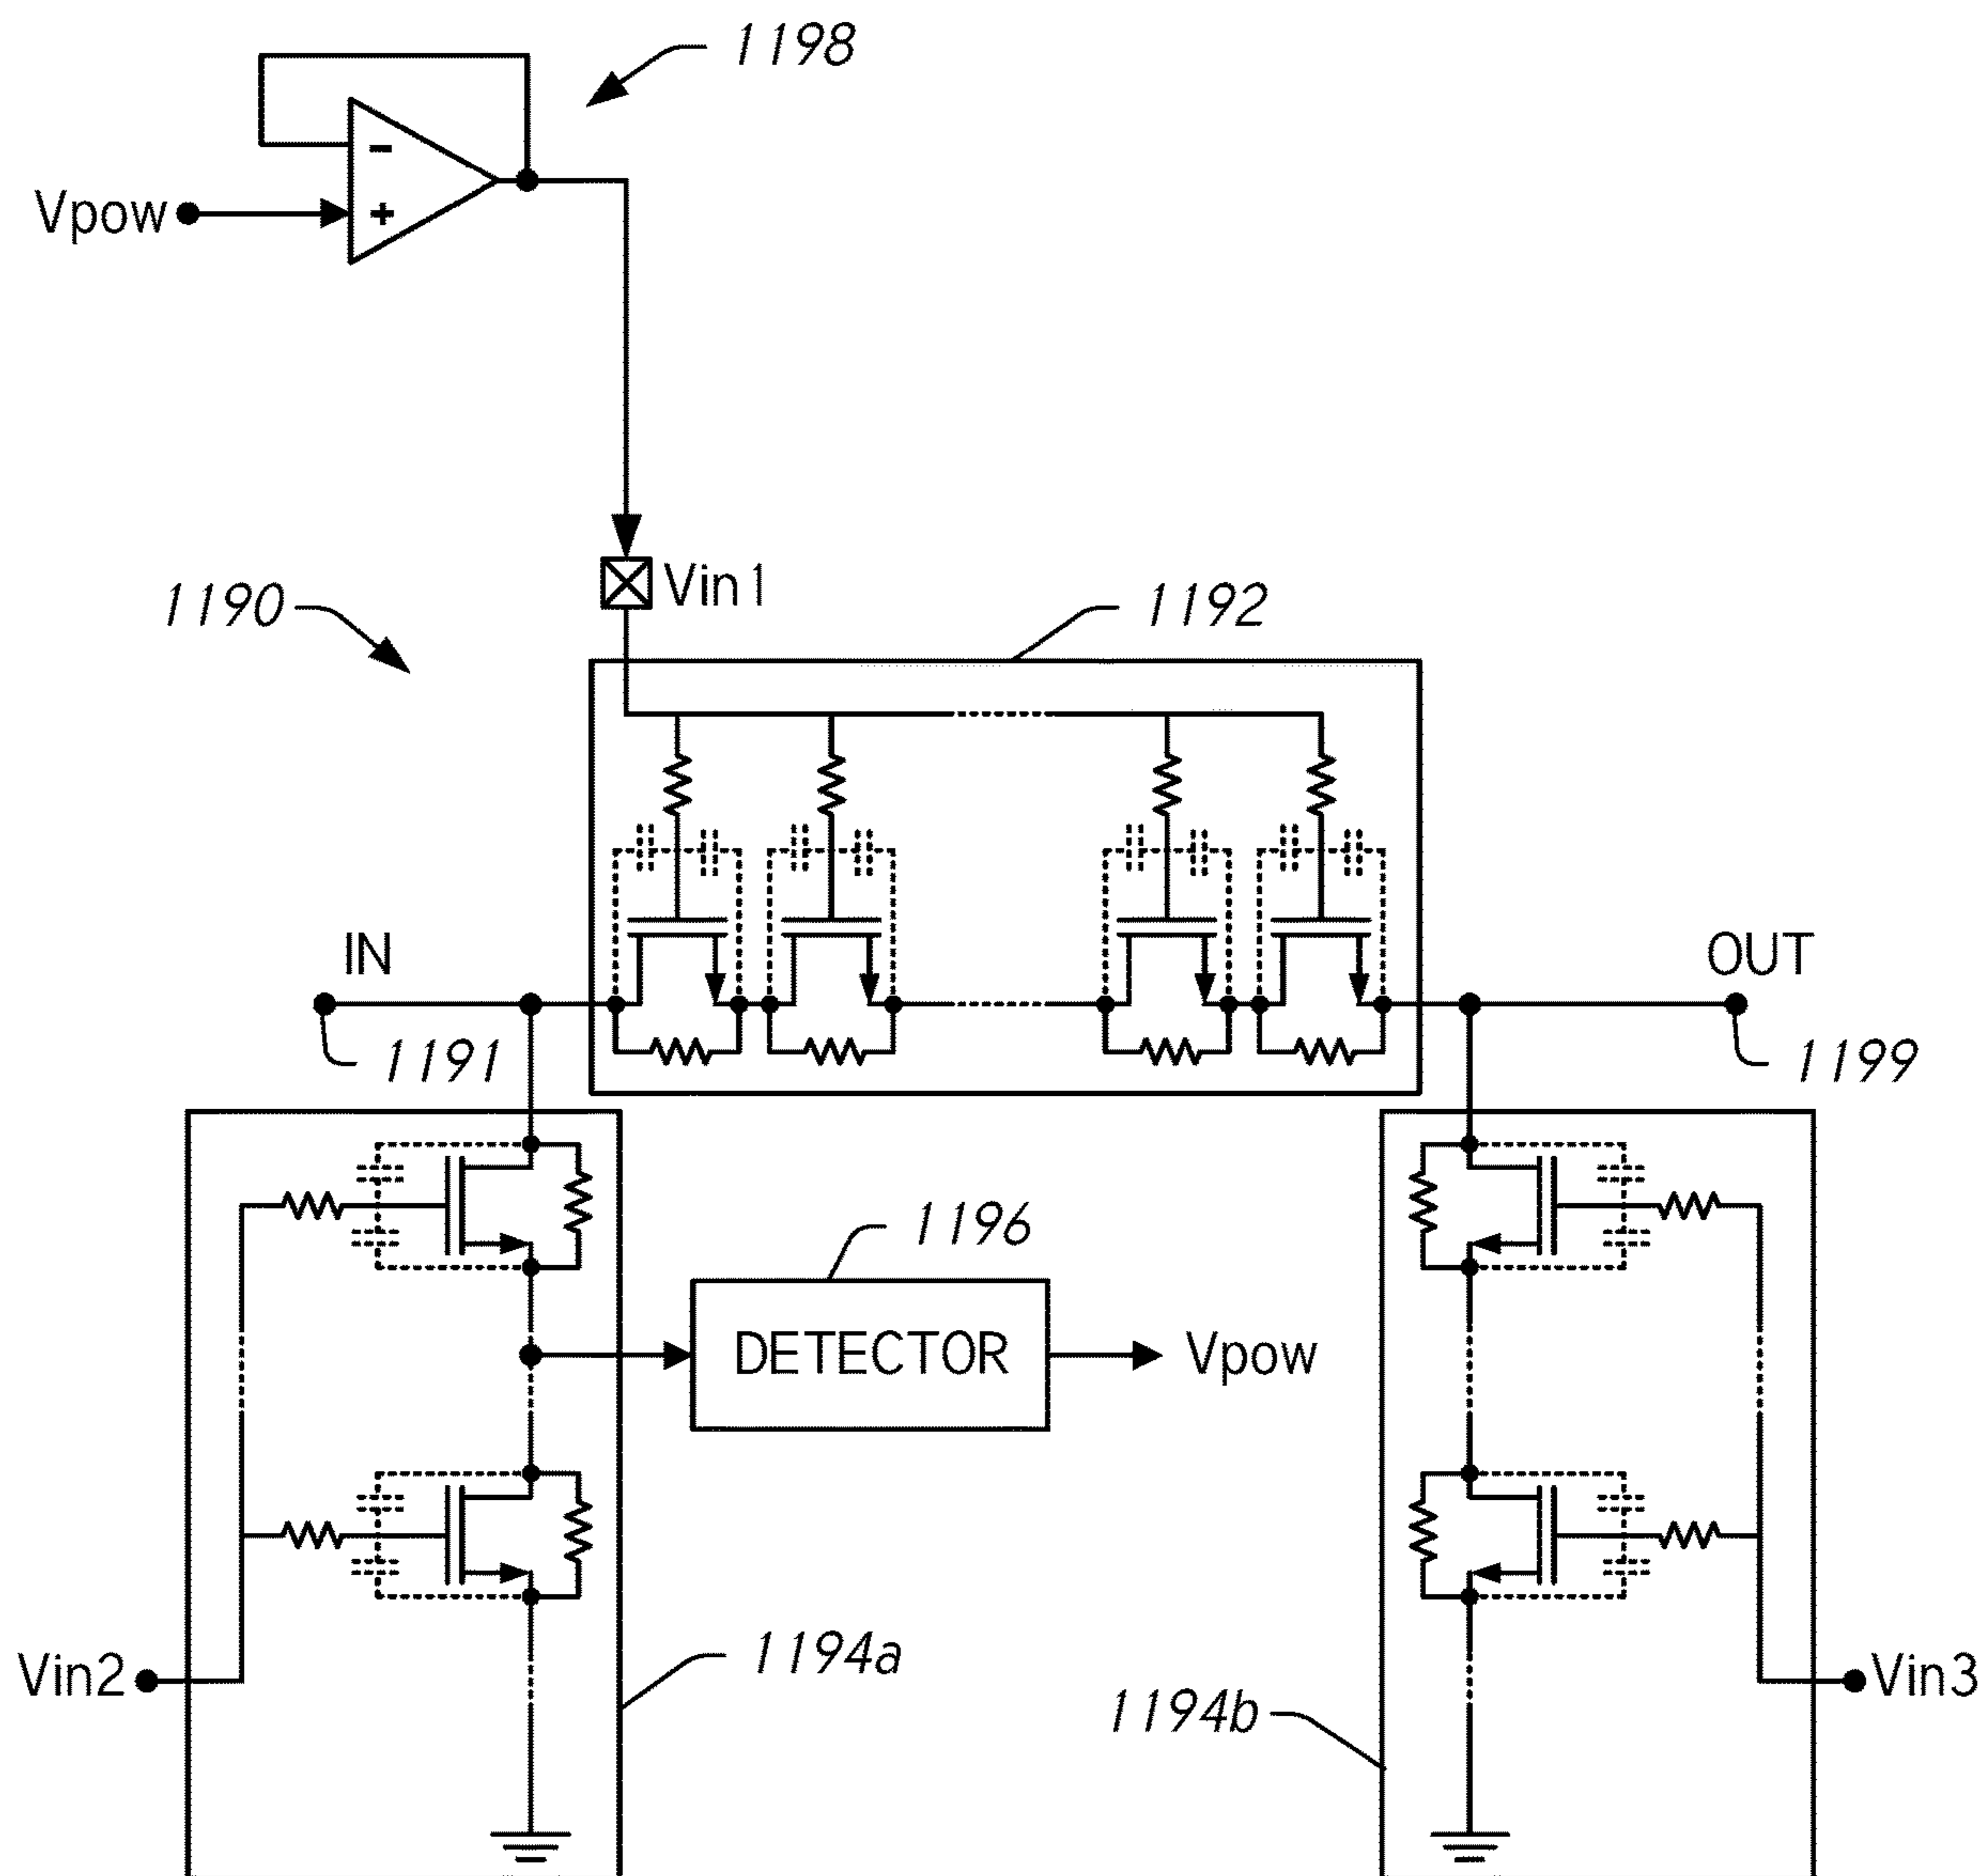 1198
-
+
Vpow
Vin1
1190
1192
IN
OUT
1191
1199
1196
DETECTOR
Vpow
1194a
Vin2
1194b
Vin3